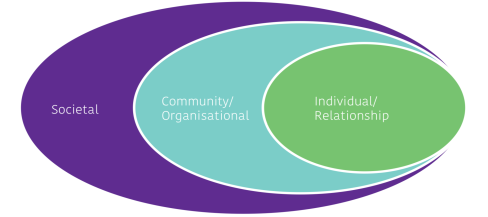 Societal
Community/
Organisational
Individual/
Relationship